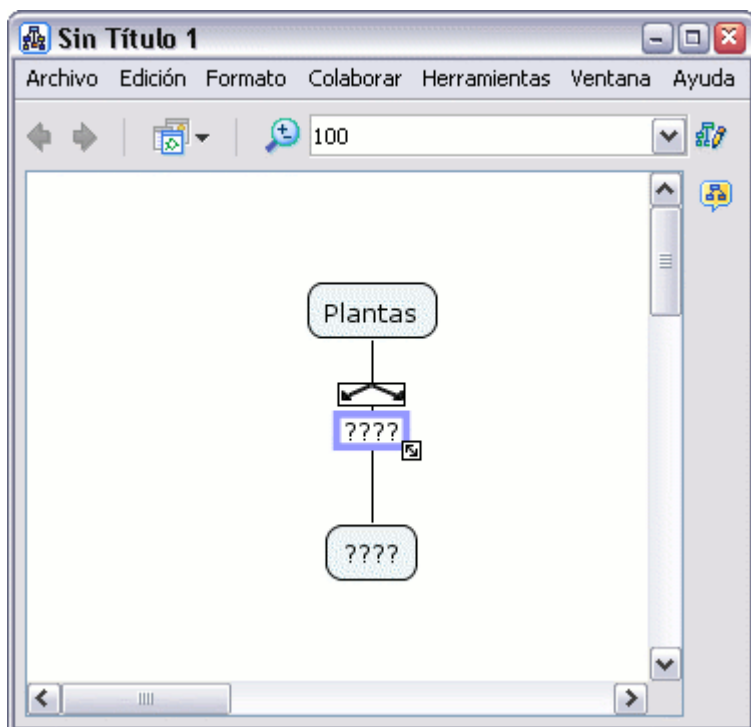 Sin Título 1
Archivo Edición Formato Colaborar Herramientas Ventana Ayuda
100
Plantas
????
????